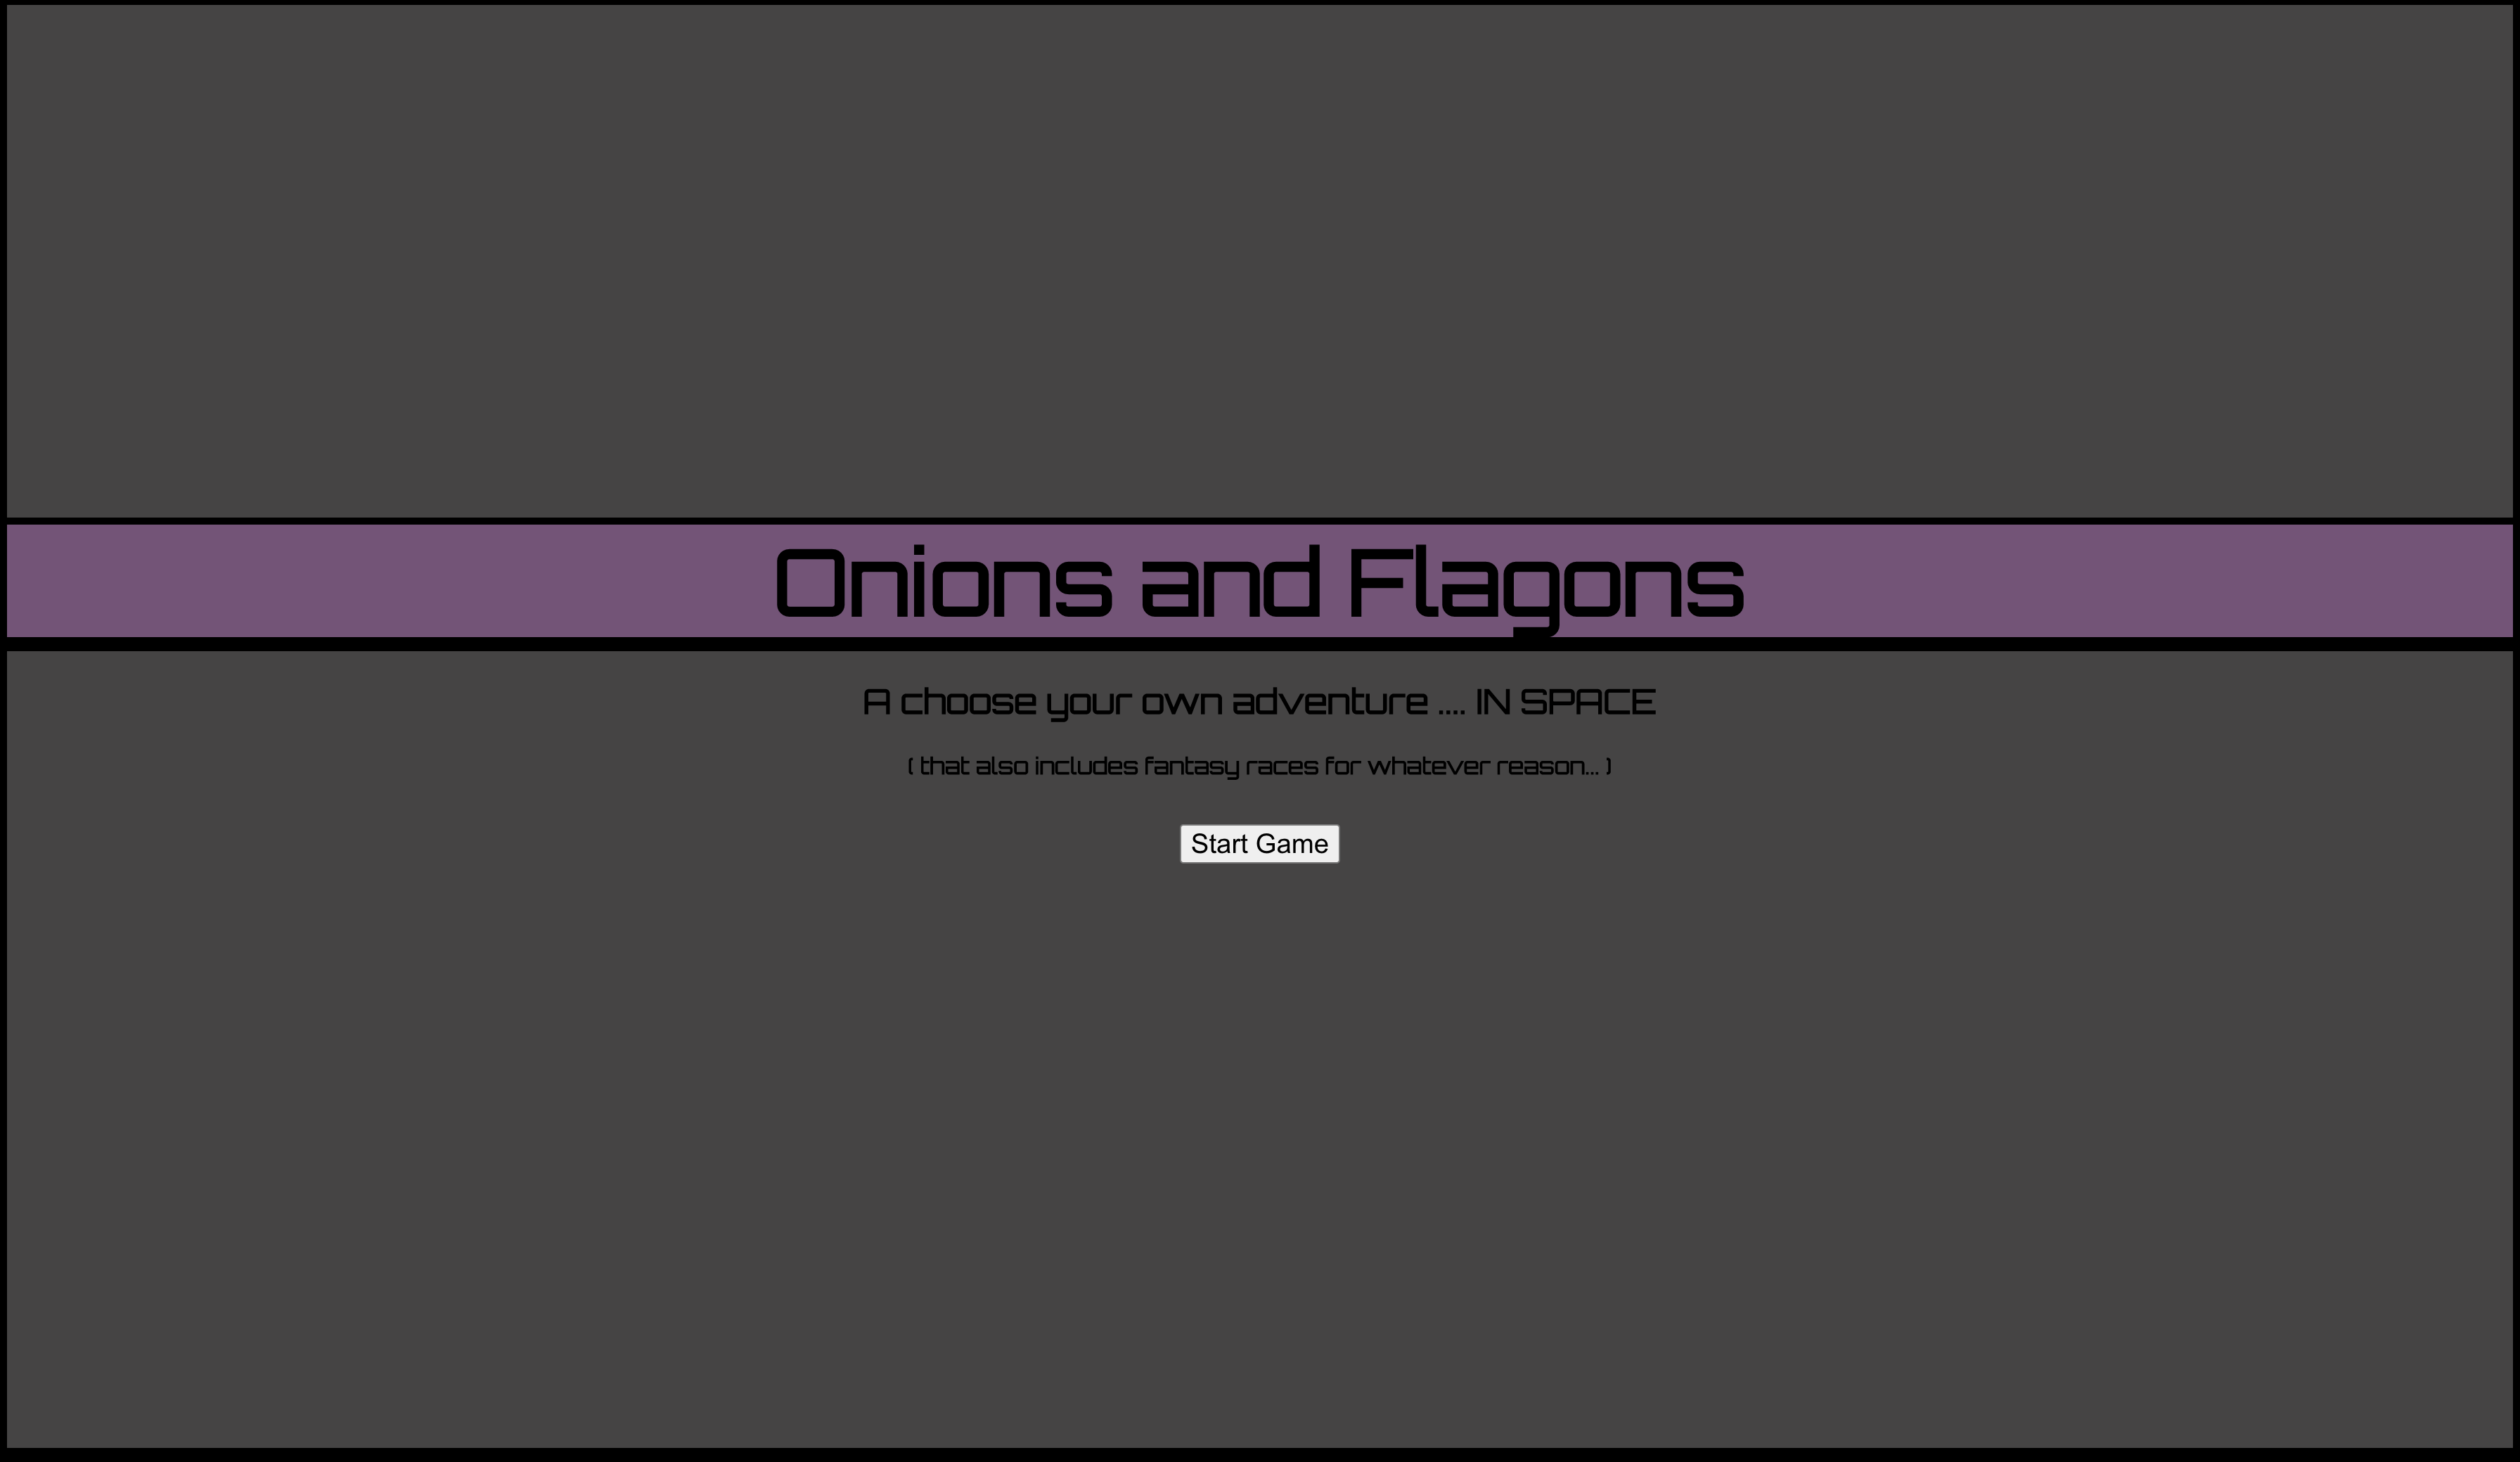 Onions and Flagons
A choose your own adventure .... IN SPACE
( that also includes fantasy races for whatever reason... )
Start Game